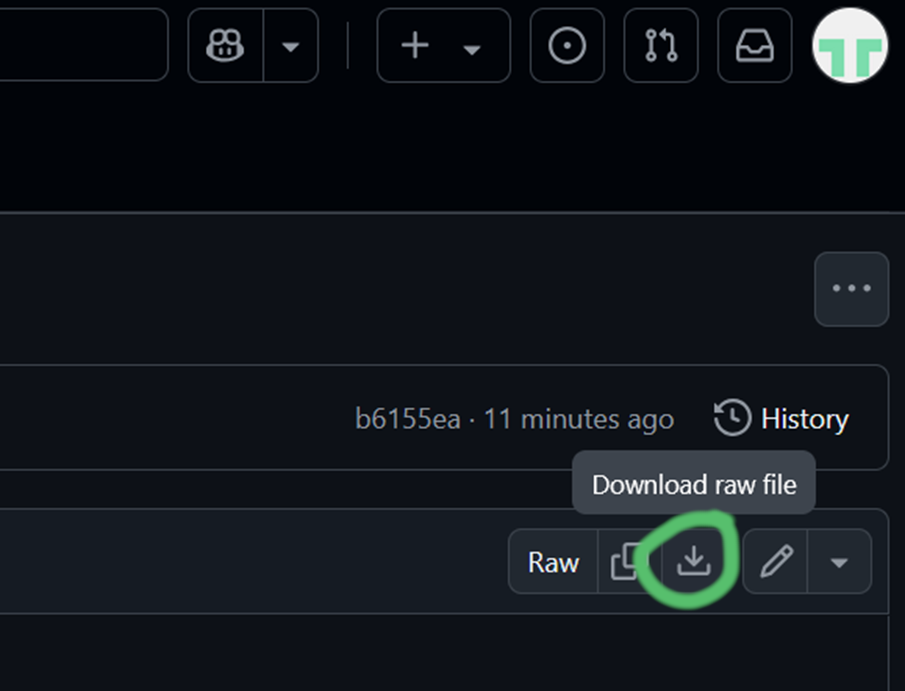 b6155ea · 11 minutes ago History
Download raw file
Raw